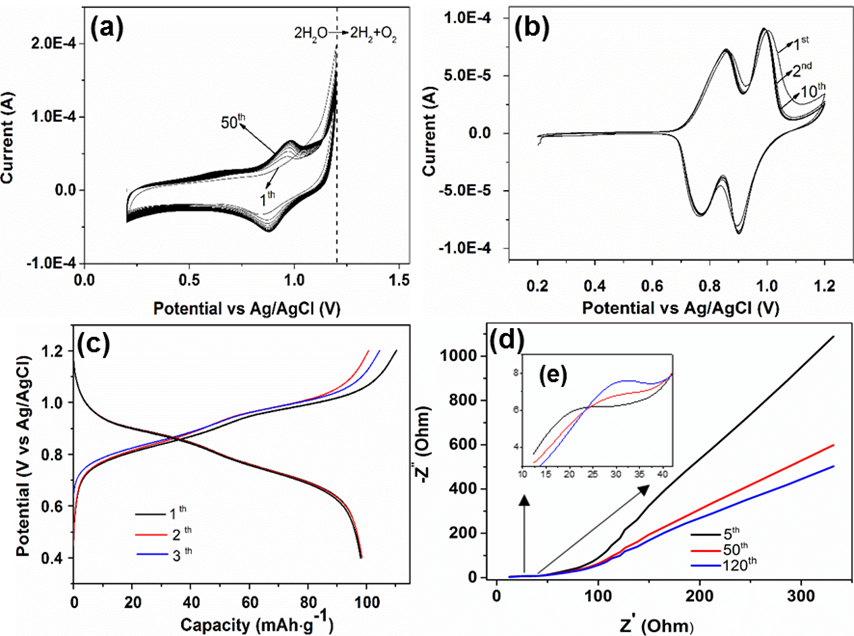 (a)
2H2O→2H2+O2
2.0E-4
1.0E-4
0.0
-1.0E-4
Current (A)
50th
1th
0.0 0.5 1.0 1.5
Potential vs Ag/AgCl (V)
(b)
1.0E-4
5.0E-5
0.0
-5.0E-5
-1.0E-4
Current (A)
1st
2nd
10th
0.2 0.4 0.6 0.8 1.0 1.2
Potential vs Ag/AgCl (V)
(c)
1.2
1.0
0.8
0.6
0.4
Potential (V vs Ag/AgCl)
1th
2th
3th
0 20 40 60 80 100
Capacity (mAh·g-1)
(d)
1000
800
600
400
200
0
-Z'' (Ohm)
(e)
8
6
4
10 15 20 25 30 35 40
5th
50th
120th
0 100 200 300
Z' (Ohm)